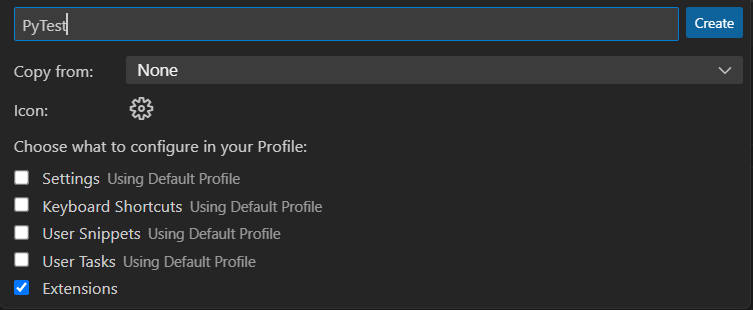 PyTest
Create
Copy from: None
Icon:
Choose what to configure in your Profile:
Settings Using Default Profile
Keyboard Shortcuts Using Default Profile
User Snippets Using Default Profile
User Tasks Using Default Profile
Extensions